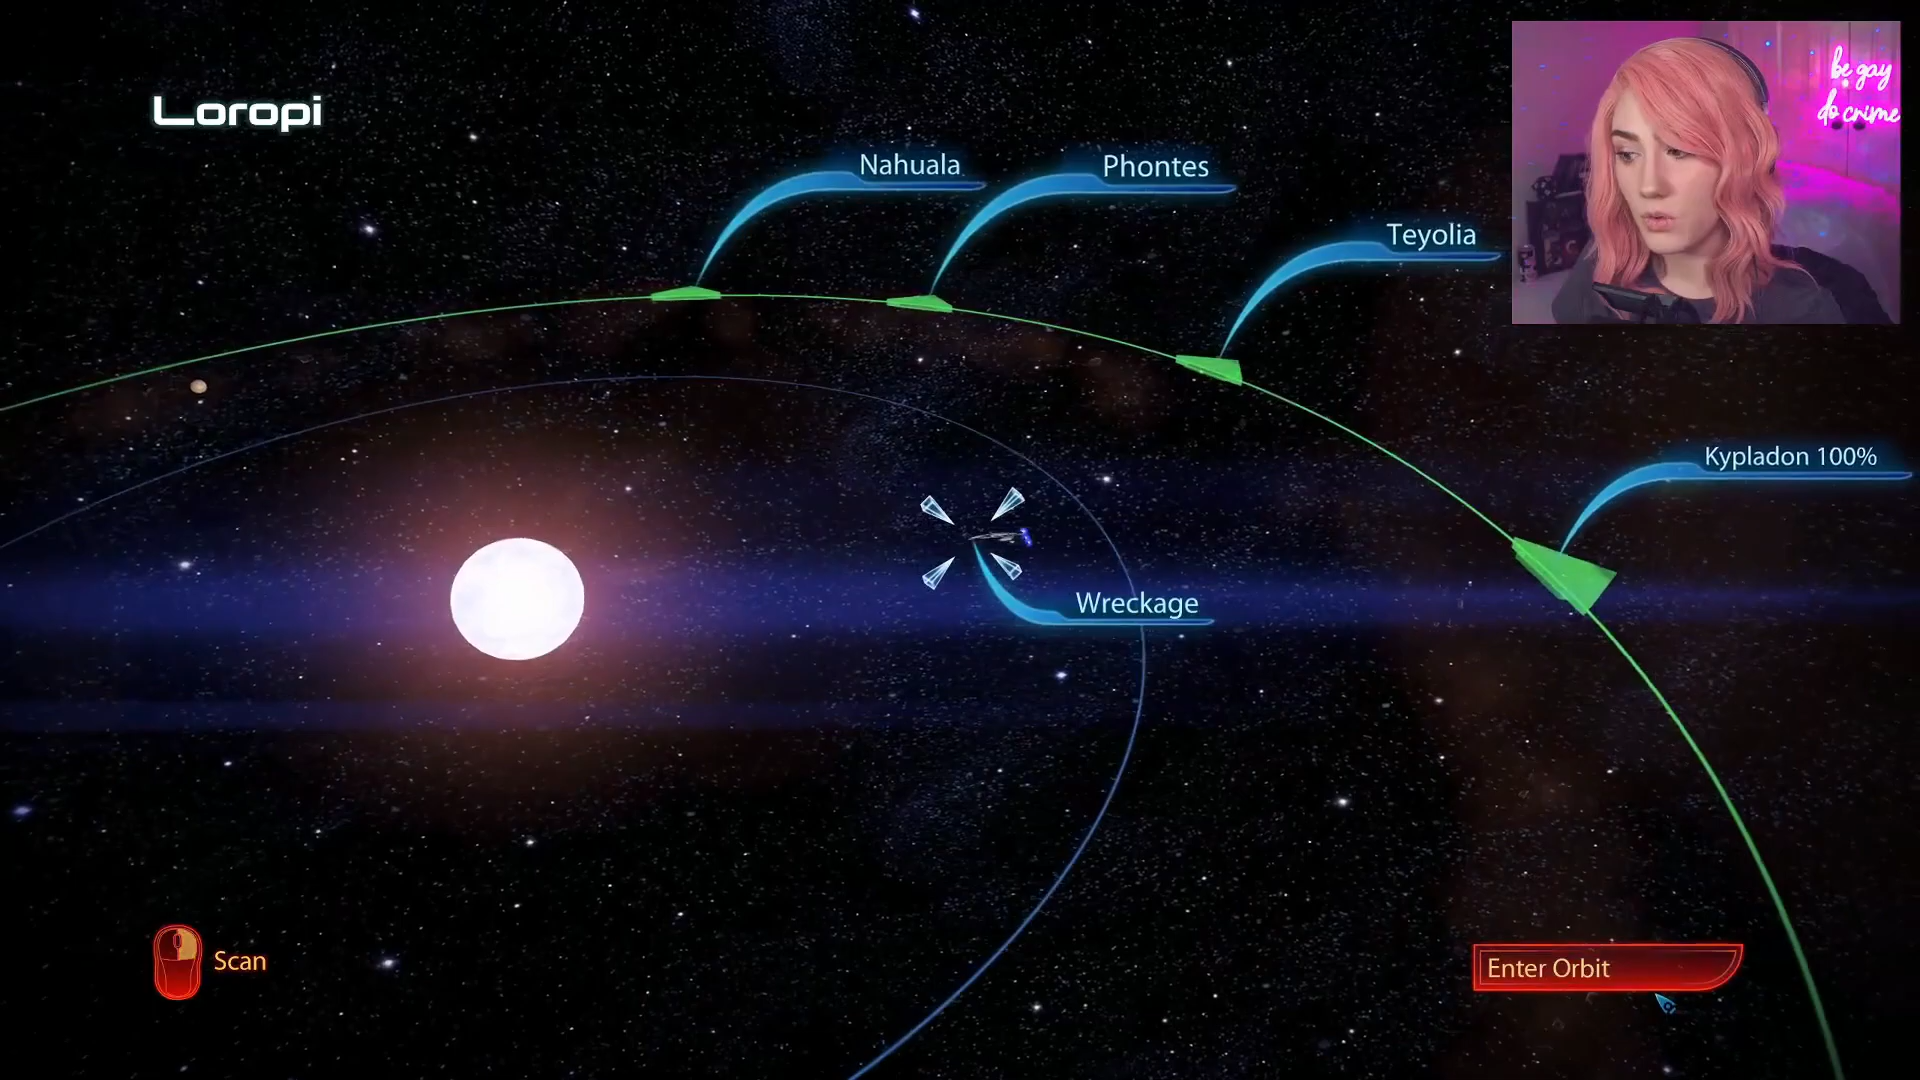 be gay
do crime
Loropi
Nahuala
Phontes
Teyolia
Kypladon 100%
Wreckage
Scan
Enter Orbit